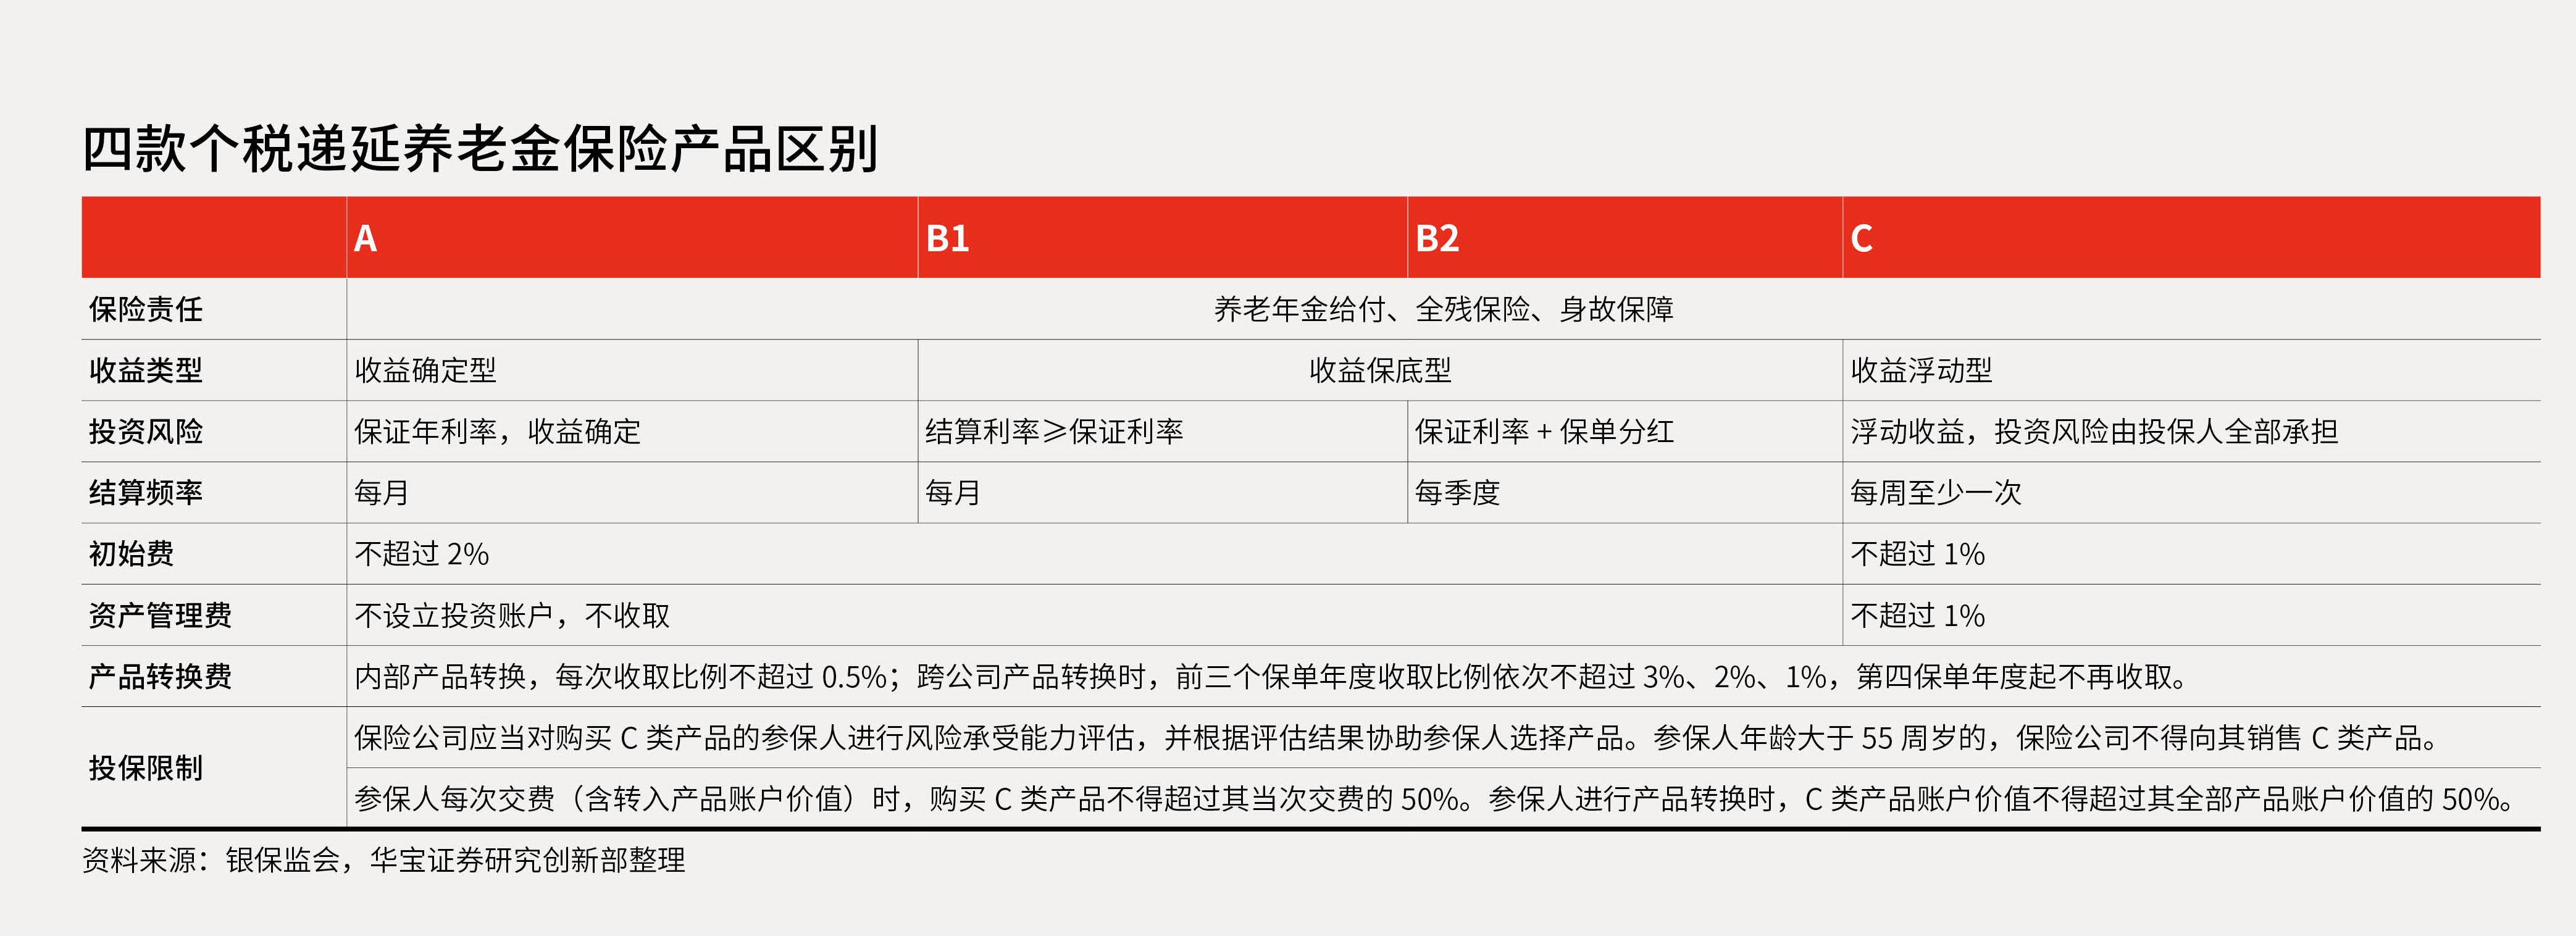 四款个税递延养老金保险产品区别
A B1 B2 C
保险责任 养老年金给付、全残保险、身故保障
收益类型 收益确定型 收益保底型 收益浮动型
投资风险 保证年利率，收益确定 结算利率⩾保证利率 保证利率 + 保单分红 浮动收益，投资风险由投保人全部承担
结算频率 每月 每月 每季度 每周至少一次
初始费 不超过 2% 不超过 1%
资产管理费 不设立投资账户，不收取 不超过 1%
产品转换费 内部产品转换，每次收取比例不超过 0.5%；跨公司产品转换时，前三个保单年度收取比例依次不超过 3%、2%、1%，第四保单年度起不再收取。
投保限制 保险公司应当对购买 C 类产品的参保人进行风险承受能力评估，并根据评估结果协助参保人选择产品。参保人年龄大于 55 周岁的，保险公司不得向其销售 C 类产品。
参保人每次交费（含转入产品账户价值）时，购买 C 类产品不得超过其当次交费的 50%。参保人进行产品转换时，C 类产品账户价值不得超过其全部产品账户价值的 50%。
资料来源：银保监会，华宝证券研究创新部整理